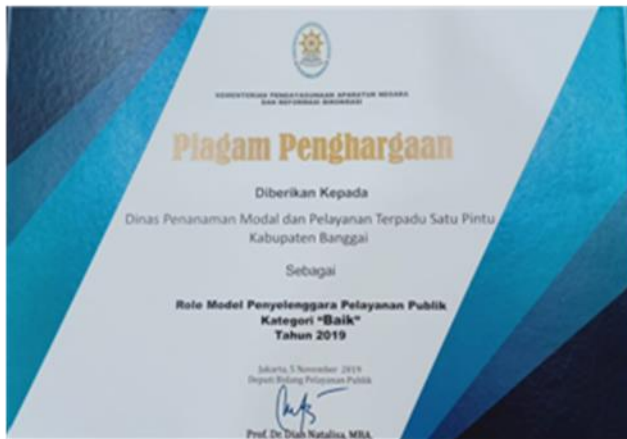 KEMENTERIAN PENDAYAGUNAAN APARATUR NEGARA
DAN REFORMASI BIROKRASI
Piagam Penghargaan
Diberikan Kepada
Dinas Penanaman Modal dan Pelayanan Terpadu Satu Pintu
Kabupaten Banggai
Sebagai
Role Model Penyelenggara Pelayanan Publik
Kategori "Baik"
Tahun 2019
Jakarta, 5 November 2019
Deputi Bidang Pelayanan Publik
Prof. Dr. Diah Natalisa, MBA.